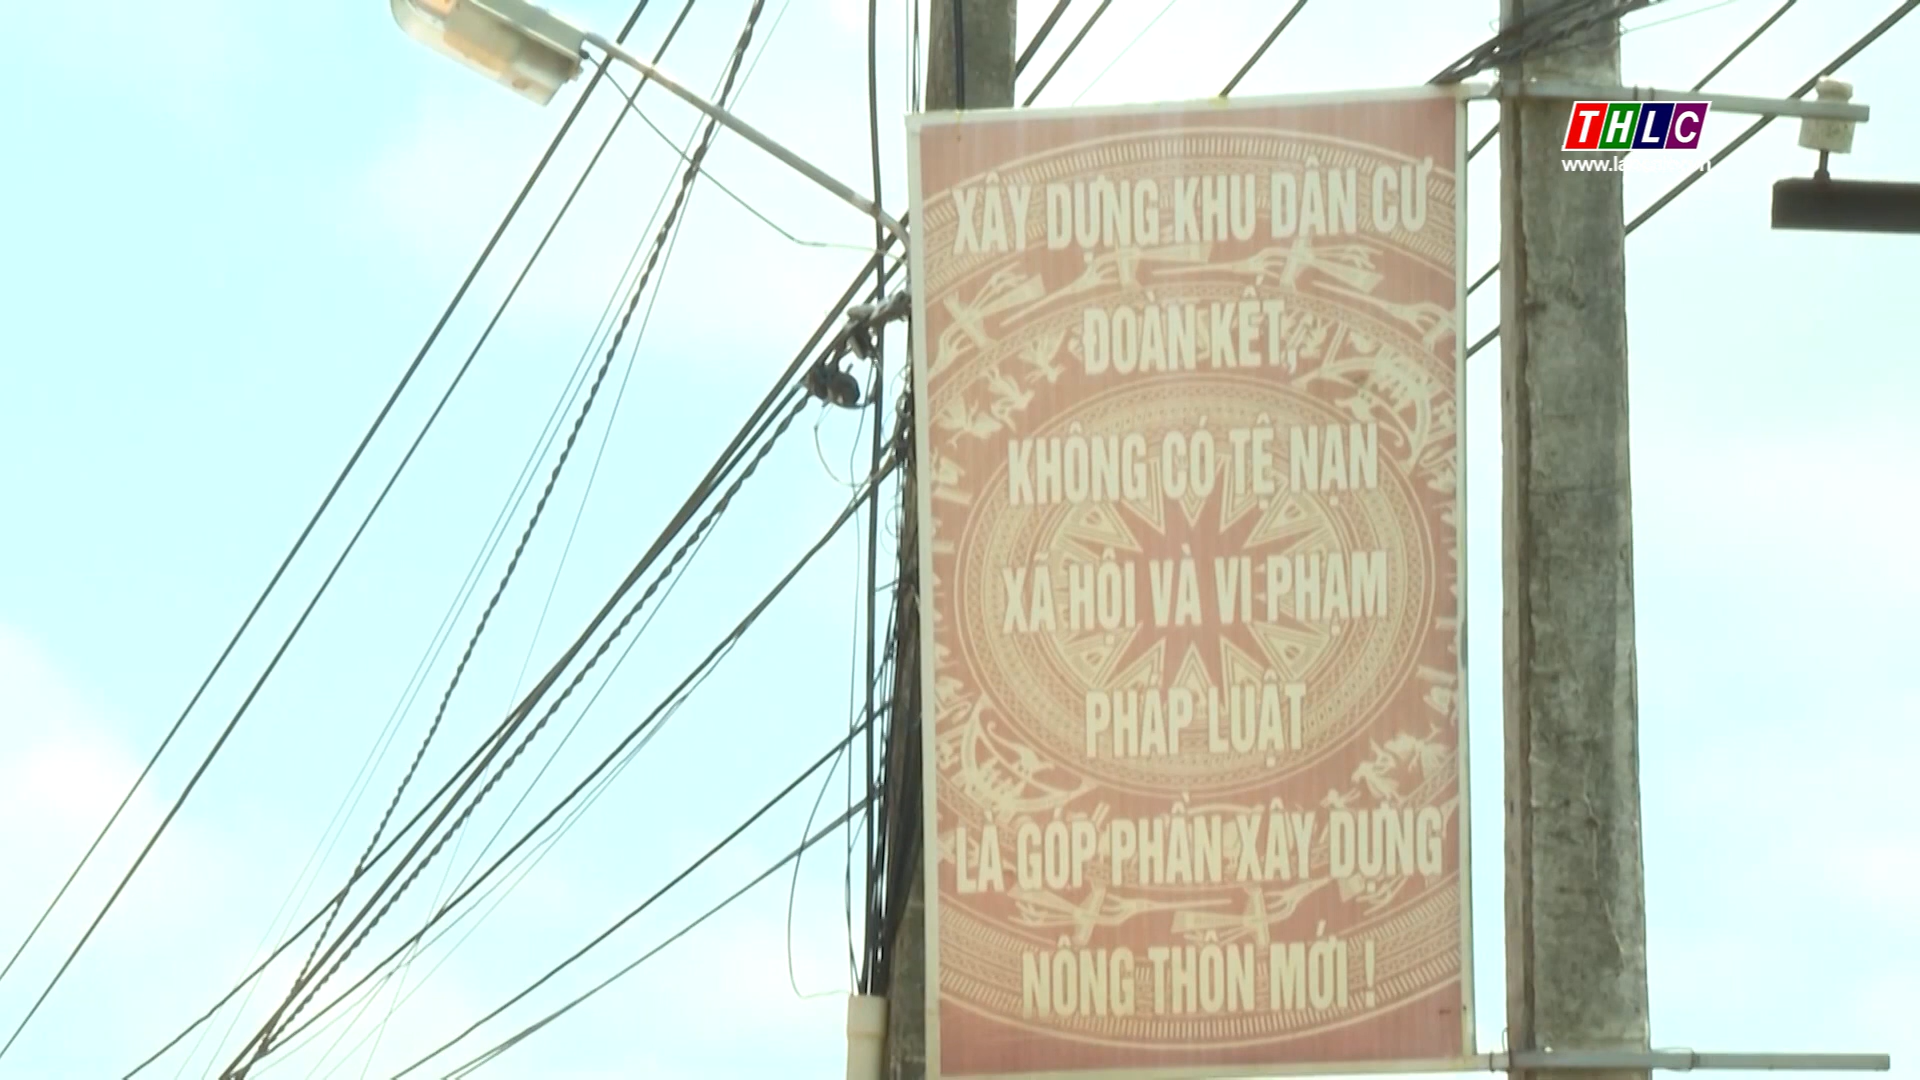 THLC
XÂY DỰNG KHU DÂN CƯ
ĐOÀN KẾT,
KHÔNG CÓ TỆ NẠN
XÃ HỘI VÀ VI PHẠM
PHÁP LUẬT
LÀ GÓP PHẦN XÂY DỰNG
NÔNG THÔN MỚI !